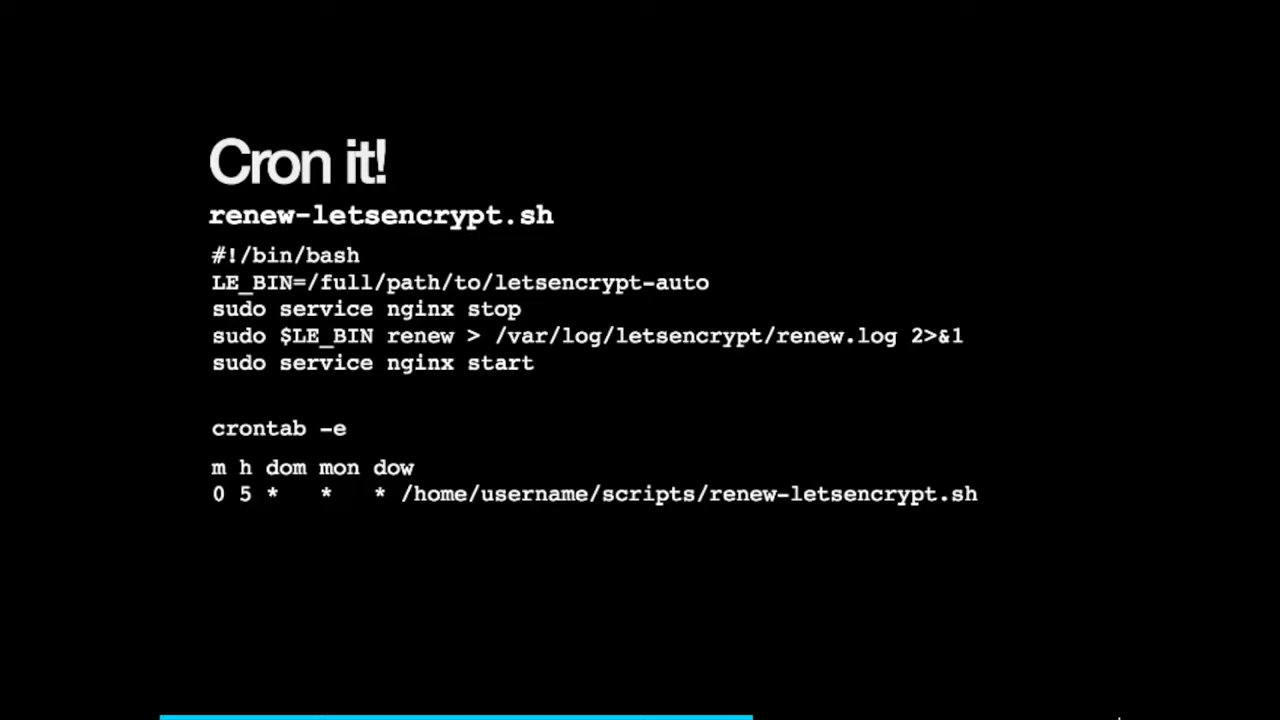 Cron it!
renew-letsencrypt.sh
#!/bin/bash
LE_BIN=/full/path/to/letsencrypt-auto
sudo service nginx stop
sudo $LE_BIN renew > /var/log/letsencrypt/renew.log 2>&1
sudo service nginx start
crontab -e
m h dom mon dow
0 5 * * * /home/username/scripts/renew-letsencrypt.sh